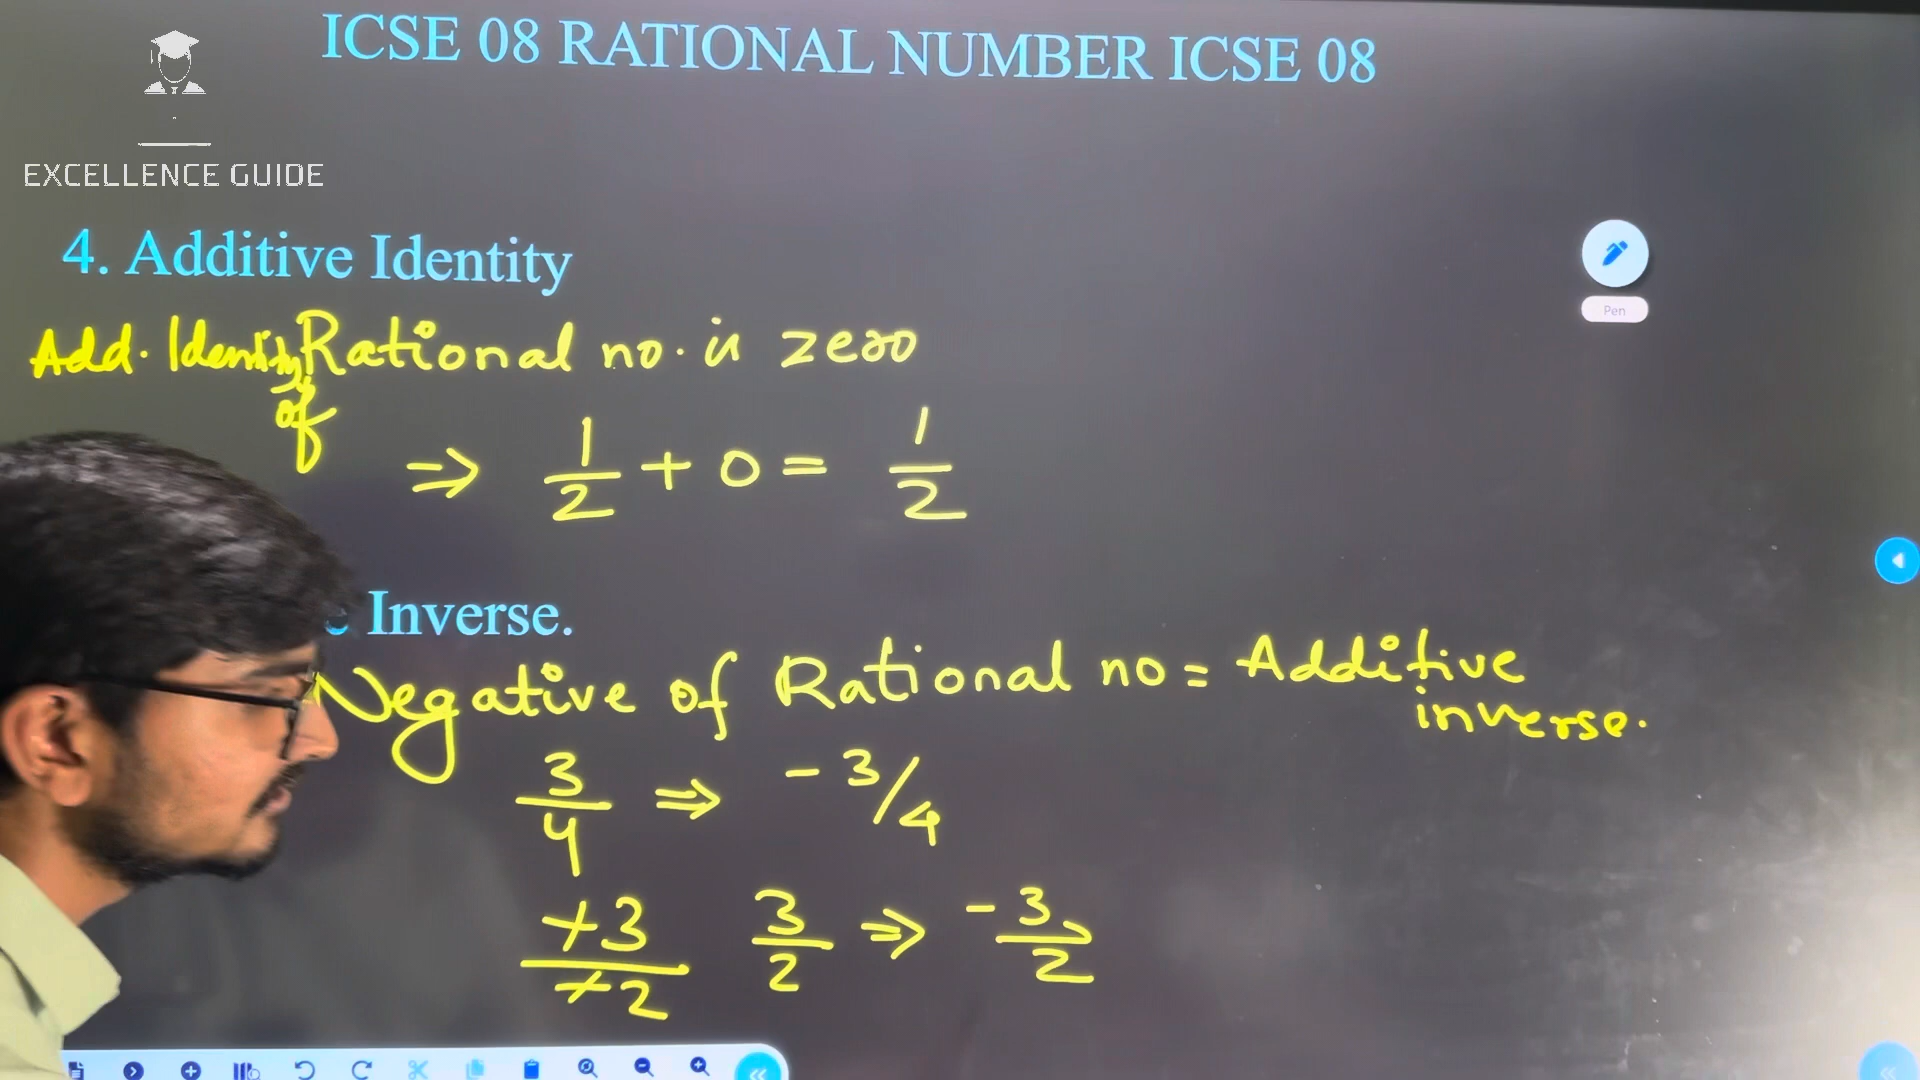 ICSE 08 RATIONAL NUMBER ICSE 08
EXCELLENCE GUIDE
4. Additive Identity
Add. Identity of Rational no. is zero
⇒ 1/2 + 0 = 1/2
Pen
e Inverse.
Negative of Rational no = Additive
inverse.
3/4 ⇒ -3/4
-3/-2 3/2 ⇒ -3/2